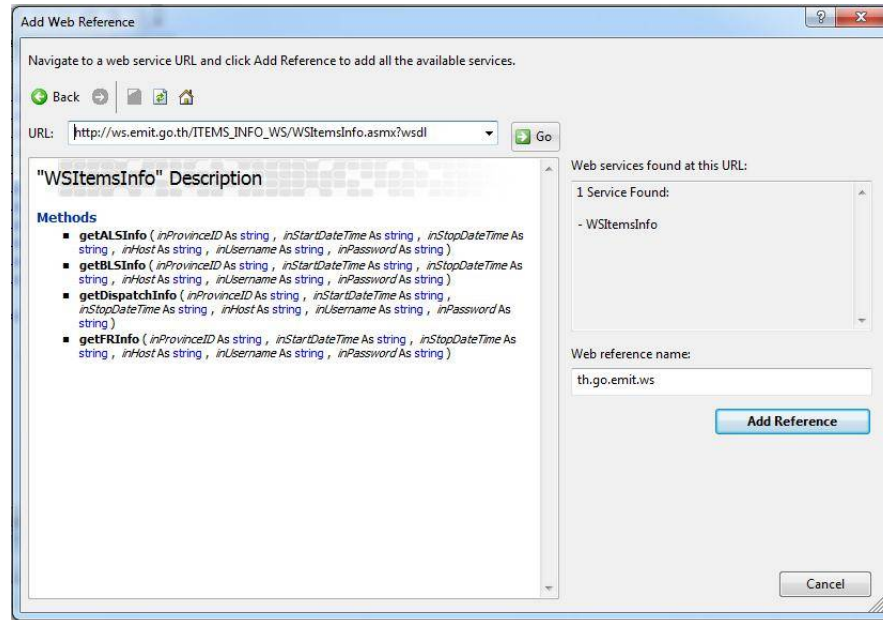 Add Web Reference
Navigate to a web service URL and click Add Reference to add all the available services.
Back
URL: http://ws.emit.go.th/ITEMS_INFO_WS/WSItemsInfo.asmx?wsdl Go
"WSItemsInfo" Description
Methods
getALSInfo ( inProvinceID As string , inStartDateTime As string , inStopDateTime As
string , inHost As string , inUsername As string , inPassword As string )
getBLSInfo ( inProvinceID As string , inStartDateTime As string , inStopDateTime As
string , inHost As string , inUsername As string , inPassword As string )
getDispatchInfo ( inProvinceID As string , inStartDateTime As string ,
inStopDateTime As string , inHost As string , inUsername As string , inPassword As
string )
getFRInfo ( inProvinceID As string , inStartDateTime As string , inStopDateTime As
string , inHost As string , inUsername As string , inPassword As string )
Web services found at this URL:
1 Service Found:
- WSItemsInfo
Web reference name:
th.go.emit.ws
Add Reference
Cancel